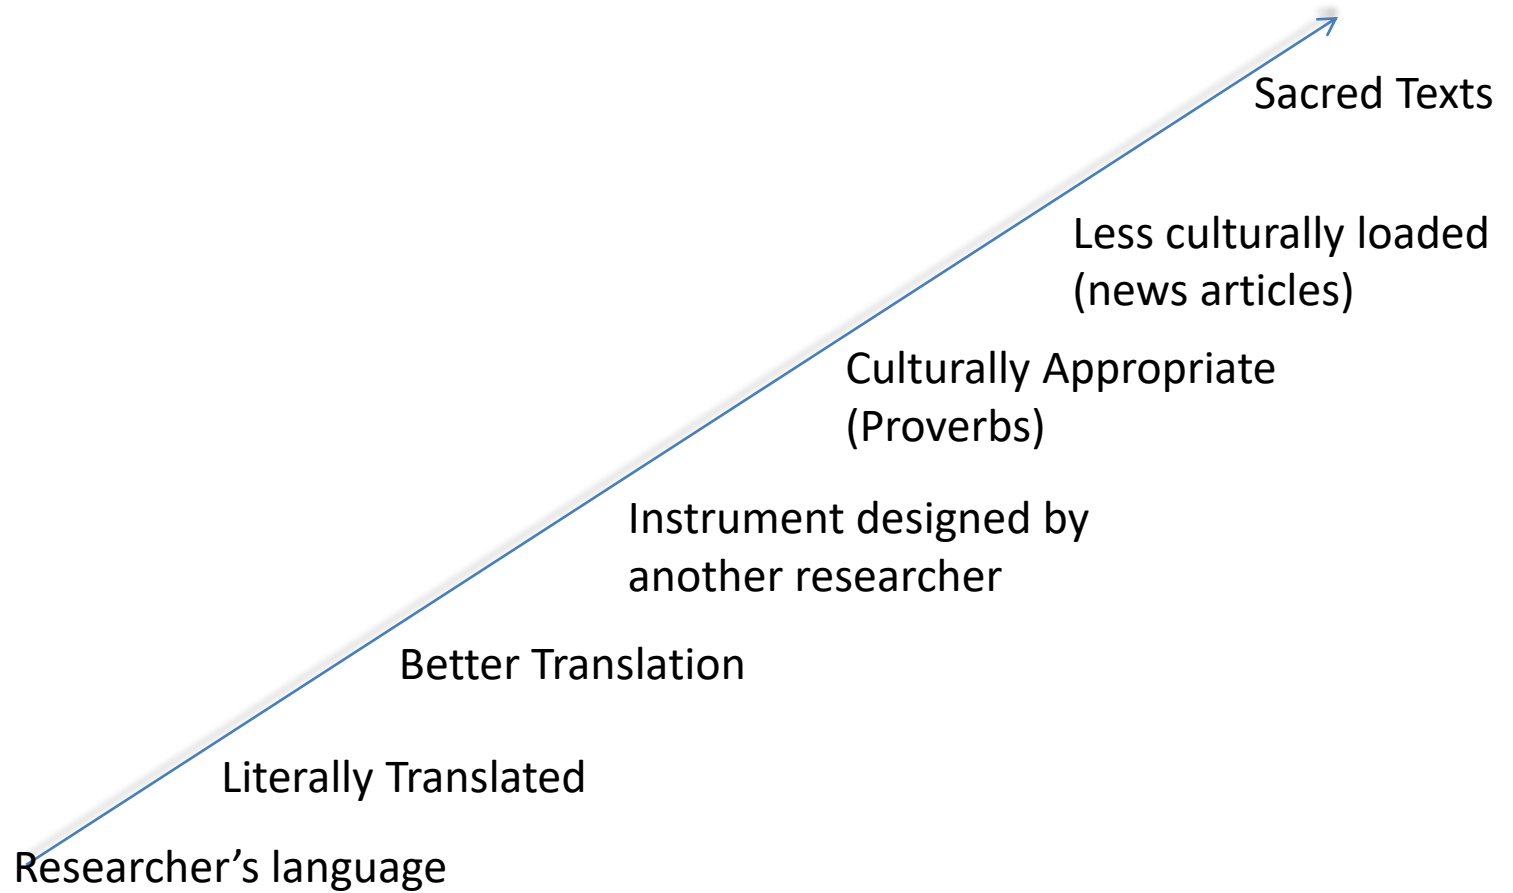 Sacred Texts
Less culturally loaded
(news articles)
Culturally Appropriate
(Proverbs)
Instrument designed by
another researcher
Better Translation
Literally Translated
Researcher’s language